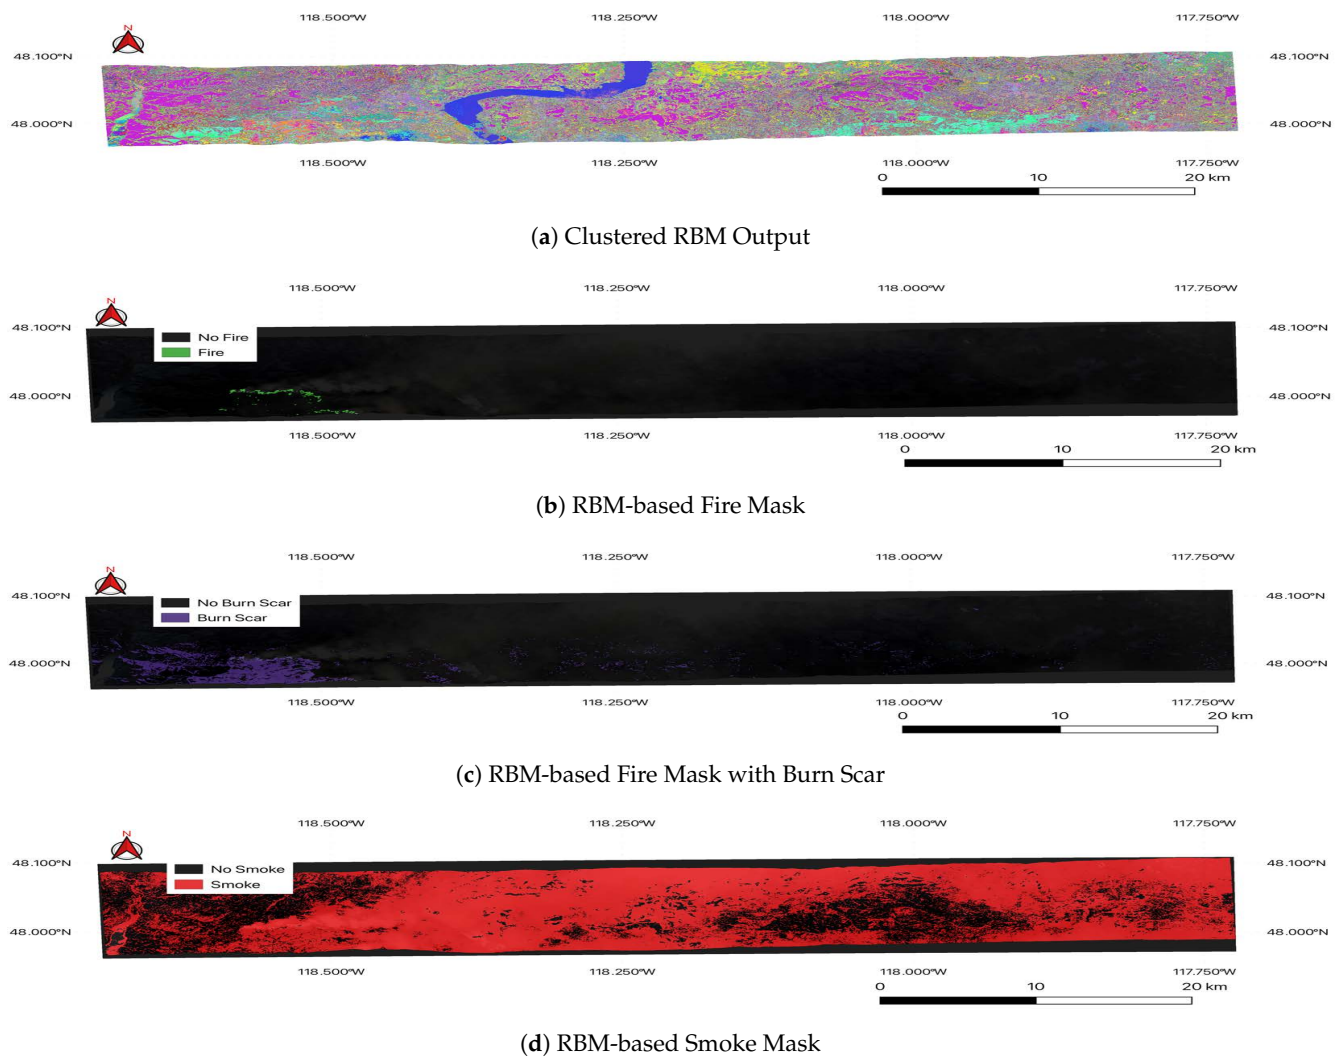 118.500°W 118.250°W 118.000°W 117.750°W
N
48.100°N 48.100°N
48.000°N 48.000°N
118.500°W 118.250°W 118.000°W 117.750°W
0 10 20 km
(a) Clustered RBM Output
118.500°W 118.250°W 118.000°W 117.750°W
N
48.100°N 48.100°N
No Fire
Fire
48.000°N 48.000°N
118.500°W 118.250°W 118.000°W 117.750°W
0 10 20 km
(b) RBM-based Fire Mask
118.500°W 118.250°W 118.000°W 117.750°W
N
48.100°N 48.100°N
No Burn Scar
Burn Scar
48.000°N 48.000°N
118.500°W 118.250°W 118.000°W 117.750°W
0 10 20 km
(c) RBM-based Fire Mask with Burn Scar
118.500°W 118.250°W 118.000°W 117.750°W
N
48.100°N 48.100°N
No Smoke
Smoke
48.000°N 48.000°N
118.500°W 118.250°W 118.000°W 117.750°W
0 10 20 km
(d) RBM-based Smoke Mask